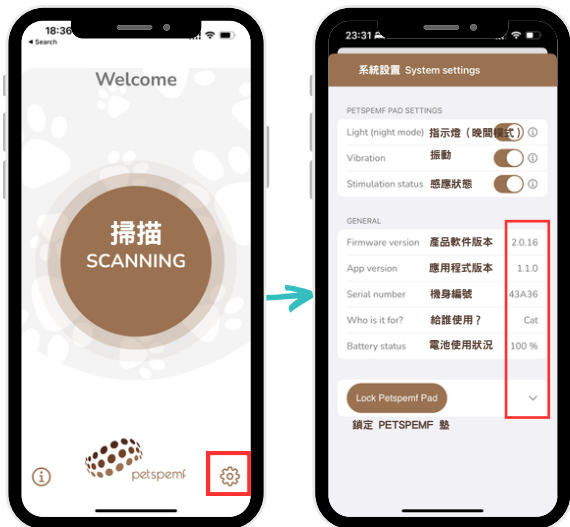 18:36
Search
Welcome
掃描
SCANNING
petspemf
23:31
系統設置 System settings
PETSPEMF PAD SETTINGS
Light (night mode) 指示燈（晚間模式）
Vibration 振動
Stimulation status 感應狀態
GENERAL
Firmware version 產品軟件版本 2.0.16
App version 應用程式版本 1.1.0
Serial number 機身編號 43A36
Who is it for? 給誰使用？ Cat
Battery status 電池使用狀況 100 %
Lock Petspemf Pad
鎖定 PETSPEMF 墊